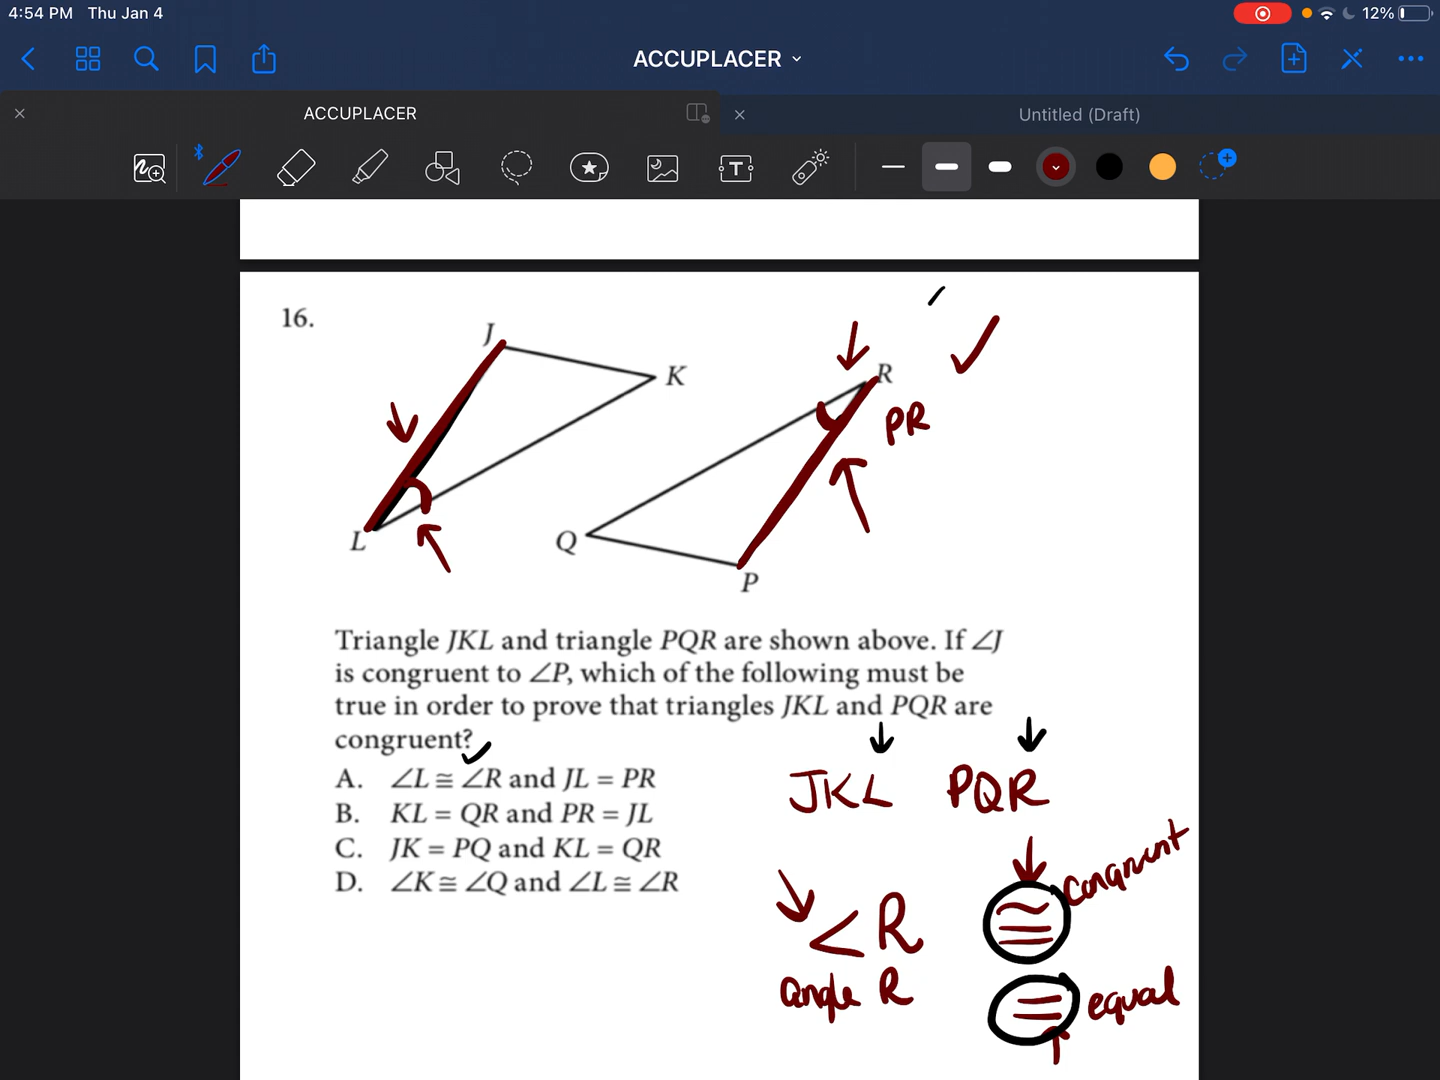 4:54 PM Thu Jan 4
12%
ACCUPLACER
ACCUPLACER
Untitled (Draft)
16.
J
K
L
R
PR
Q
P
Triangle JKL and triangle PQR are shown above. If ∠J
is congruent to ∠P, which of the following must be
true in order to prove that triangles JKL and PQR are
congruent?
A. ∠L ≅ ∠R and JL = PR
B. KL = QR and PR = JL
C. JK = PQ and KL = QR
D. ∠K ≅ ∠Q and ∠L ≅ ∠R
JKL PQR
<R ≅ congruent
angle R = equal